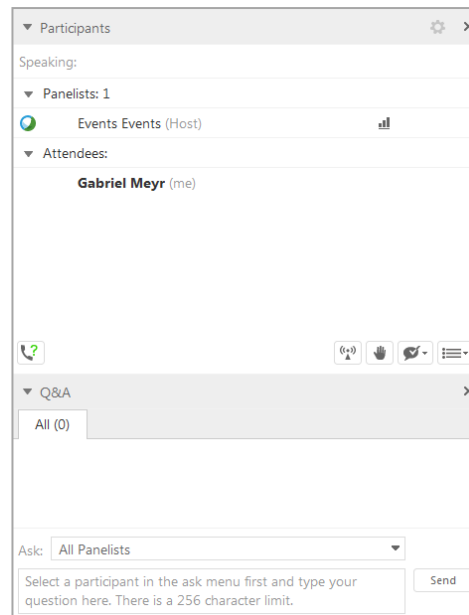 Participants
Speaking:
Panelists: 1
Events Events (Host)
Attendees:
Gabriel Meyr (me)
Q&A
All (0)
Ask: All Panelists
Select a participant in the ask menu first and type your
question here. There is a 256 character limit.
Send